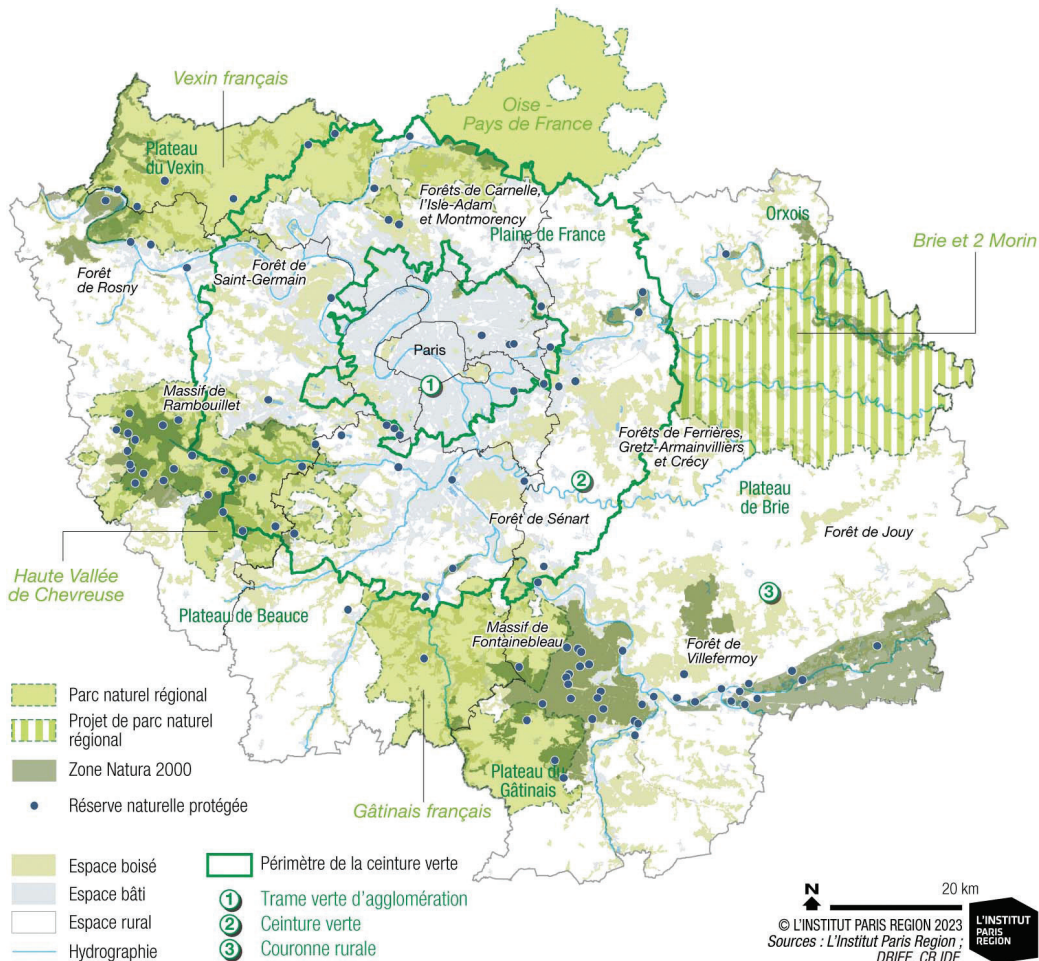 Vexin français
Oise -
Pays de France
Plateau
du Vexin
Forêts de Carnelle,
l'Isle-Adam
et Montmorency
Orxois
Plaine de France
Brie et 2 Morin
Forêt
de Rosny
Forêt de
Saint-Germain
Paris
1
Massif de
Rambouillet
Forêts de Ferrières,
Gretz-Armainvilliers
et Crécy
2
Plateau
de Brie
Forêt de Sénart
Forêt de Jouy
Haute Vallée
de Chevreuse
3
Plateau de Beauce
Massif de
Fontainebleau
Forêt de
Villefermoy
Plateau du
Gâtinais
Gâtinais français
Parc naturel régional
Projet de parc naturel
régional
Zone Natura 2000
Réserve naturelle protégée
Espace boisé
Espace bâti
Espace rural
Hydrographie
Périmètre de la ceinture verte
1 Trame verte d'agglomération
2 Ceinture verte
3 Couronne rurale
N
20 km
© L'INSTITUT PARIS REGION 2023
Sources : L'Institut Paris Region ;
DRIEE, CR IDF
L'INSTITUT
PARIS
REGION